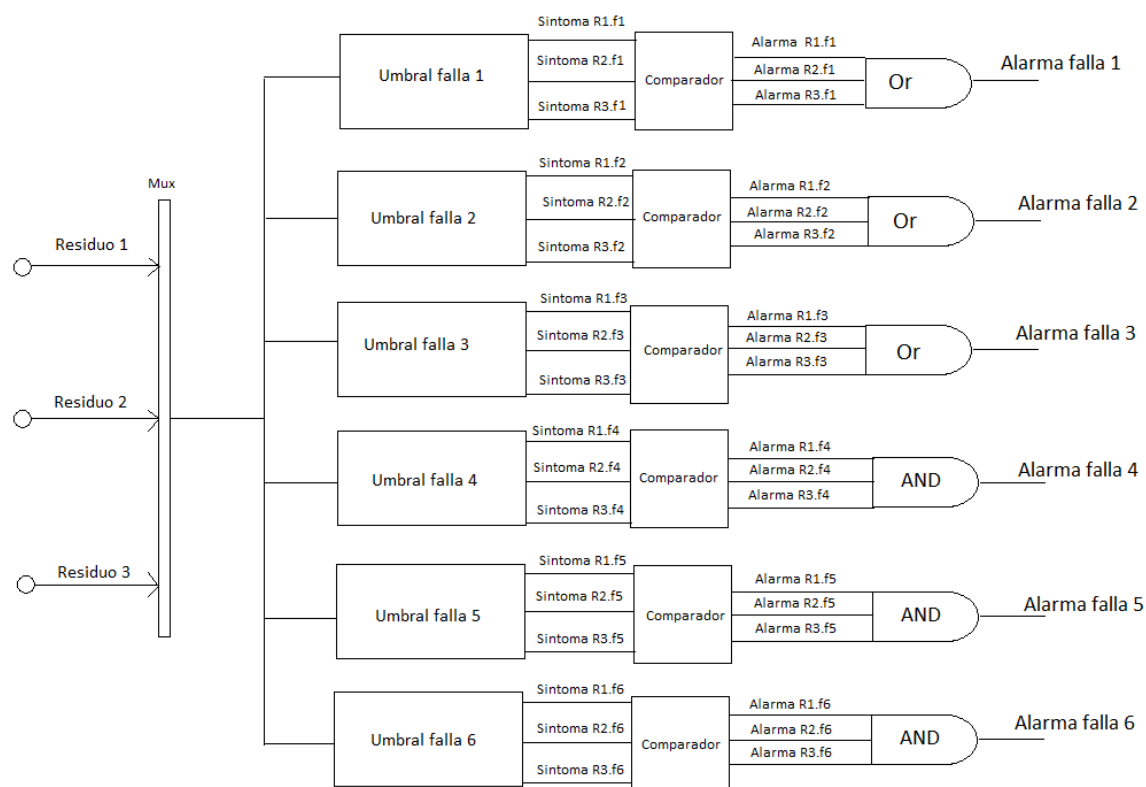 Sintoma R1.f1
Alarma R1.f1
Umbral falla 1
Sintoma R2.f1
Comparador
Alarma R2.f1
Or
Alarma falla 1
Sintoma R3.f1
Alarma R3.f1
Sintoma R1.f2
Alarma R1.f2
Mux
Umbral falla 2
Sintoma R2.f2
Comparador
Alarma R2.f2
Or
Alarma falla 2
Sintoma R3.f2
Alarma R3.f2
Residuo 1
Sintoma R1.f3
Alarma R1.f3
Umbral falla 3
Sintoma R2.f3
Comparador
Alarma R2.f3
Or
Alarma falla 3
Sintoma R3.f3
Alarma R3.f3
Residuo 2
Sintoma R1.f4
Alarma R1.f4
Umbral falla 4
Sintoma R2.f4
Comparador
Alarma R2.f4
AND
Alarma falla 4
Sintoma R3.f4
Alarma R3.f4
Residuo 3
Sintoma R1.f5
Alarma R1.f5
Umbral falla 5
Sintoma R2.f5
Comparador
Alarma R2.f5
AND
Alarma falla 5
Sintoma R3.f5
Alarma R3.f5
Sintoma R1.f6
Alarma R1.f6
Umbral falla 6
Sintoma R2.f6
Comparador
Alarma R2.f6
AND
Alarma falla 6
Sintoma R3.f6
Alarma R3.f6